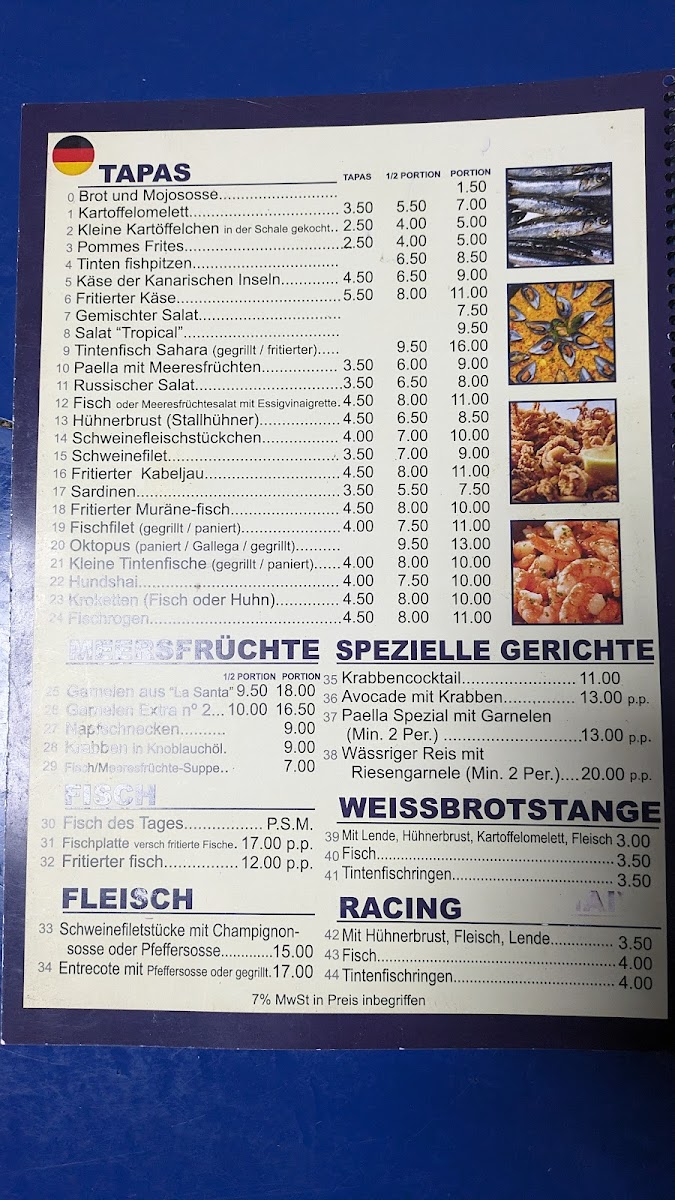 TAPAS
TAPAS 1/2 PORTION PORTION
0 Brot und Mojososse.................... 1.50
1 Kartoffelomelett.................... 3.50 5.50 7.00
2 Kleine Kartöffelchen in der Schale gekocht.. 2.50 4.00 5.00
3 Pommes Frites.................... 2.50 4.00 5.00
4 Tinten fishpitzen.................... 6.50 8.50
5 Käse der Kanarischen Inseln............ 4.50 6.50 9.00
6 Fritierter Käse.................... 5.50 8.00 11.00
7 Gemischter Salat.................... 7.50
8 Salat “Tropical”.................... 9.50
9 Tintenfisch Sahara (gegrillt / fritierter)..... 9.50 16.00
10 Paella mit Meeresfrüchten............ 3.50 6.00 9.00
11 Russischer Salat.................... 3.50 6.50 8.00
12 Fisch oder Meeresfrüchtesalat mit Essigvinaigrette. 4.50 8.00 11.00
13 Hühnerbrust (Stallhühner)............ 4.50 6.50 8.50
14 Schweinefleischstückchen............ 4.00 7.00 10.00
15 Schweinefilet.................... 3.50 7.00 9.00
16 Fritierter Kabeljau.................... 4.50 8.00 11.00
17 Sardinen.................... 3.50 5.50 7.50
18 Fritierter Muräne-fisch.................... 4.50 8.00 10.00
19 Fischfilet (gegrillt / paniert)............ 4.00 7.50 11.00
20 Oktopus (paniert / Gallega / gegrillt).......... 9.50 13.00
21 Kleine Tintenfische (gegrillt / paniert)...... 4.00 8.00 10.00
22 Hundshai.................... 4.00 7.50 10.00
23 Kroketten (Fisch oder Huhn)............ 4.50 8.00 10.00
24 Fischrogen.................... 4.50 8.00 11.00
MEERSFRÜCHTE
1/2 PORTION PORTION
25 Garnelen aus “La Santa” 9.50 18.00
26 Garnelen Extra nº 2... 10.00 16.50
27 Napfschnecken.......... 9.00
28 Krabben in Knoblauchöl. 9.00
29 Fisch/Meeresfrüchte-Suppe.. 7.00
FISCH
30 Fisch des Tages................ P.S.M.
31 Fischplatte versch fritierte Fische. 17.00 p.p.
32 Fritierter fisch............... 12.00 p.p.
FLEISCH
33 Schweinefiletstücke mit Champignon-
sosse oder Pfeffersosse............15.00
34 Entrecote mit Pfeffersosse oder gegrillt. 17.00
SPEZIELLE GERICHTE
35 Krabbencocktail......................... 11.00
36 Avocade mit Krabben................ 13.00 p.p.
37 Paella Spezial mit Garnelen
(Min. 2 Per.) ..............................13.00 p.p.
38 Wässriger Reis mit
Riesengarnele (Min. 2 Per.)....20.00 p.p.
WEISSBROTSTANGE
39 Mit Lende, Hühnerbrust, Kartoffelomelett, Fleisch 3.00
40 Fisch.................... 3.50
41 Tintenfischringen.................... 3.50
RACING
42 Mit Hühnerbrust, Fleisch, Lende.............. 3.50
43 Fisch.................... 4.00
44 Tintenfischringen.................... 4.00
7% MwSt in Preis inbegriffen